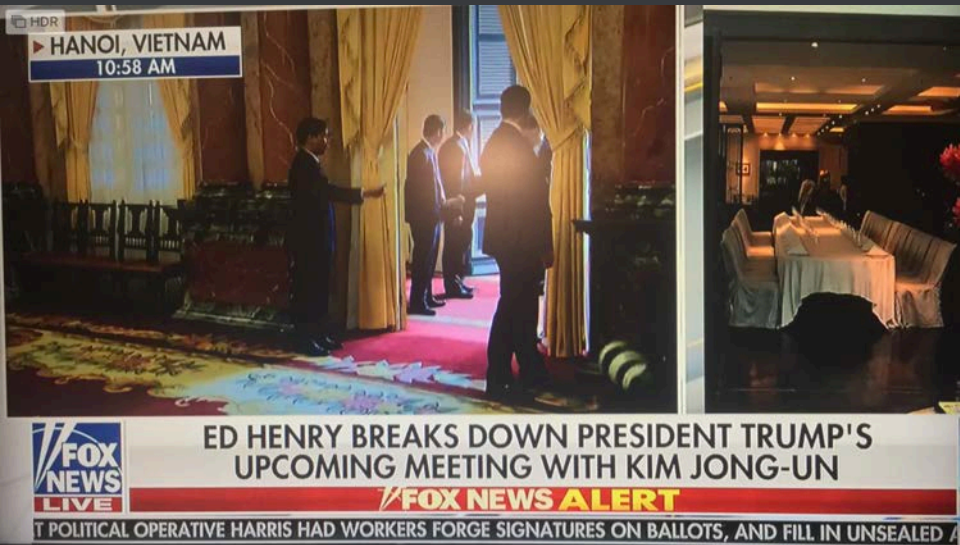 HDR
HANOI, VIETNAM
10:58 AM
ED HENRY BREAKS DOWN PRESIDENT TRUMP'S
UPCOMING MEETING WITH KIM JONG-UN
FOX
NEWS
LIVE
FOX NEWS ALERT
T POLITICAL OPERATIVE HARRIS HAD WORKERS FORGE SIGNATURES ON BALLOTS, AND FILL IN UNSEALED A